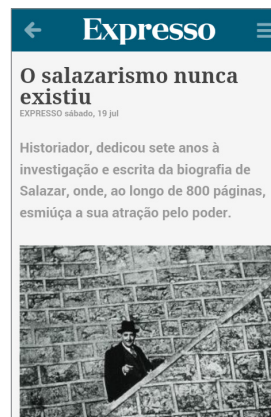 Expresso
O salazarismo nunca
existiu
EXPRESSO sábado, 19 jul
Historiador, dedicou sete anos à
investigação e escrita da biografia de
Salazar, onde, ao longo de 800 páginas,
esmiúça a sua atração pelo poder.